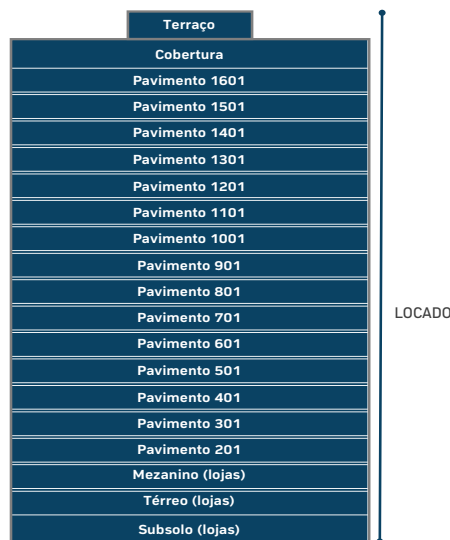 Terraço
Cobertura
Pavimento 1601
Pavimento 1501
Pavimento 1401
Pavimento 1301
Pavimento 1201
Pavimento 1101
Pavimento 1001
Pavimento 901
Pavimento 801
Pavimento 701
LOCADO
Pavimento 601
Pavimento 501
Pavimento 401
Pavimento 301
Pavimento 201
Mezanino (lojas)
Térreo (lojas)
Subsolo (lojas)